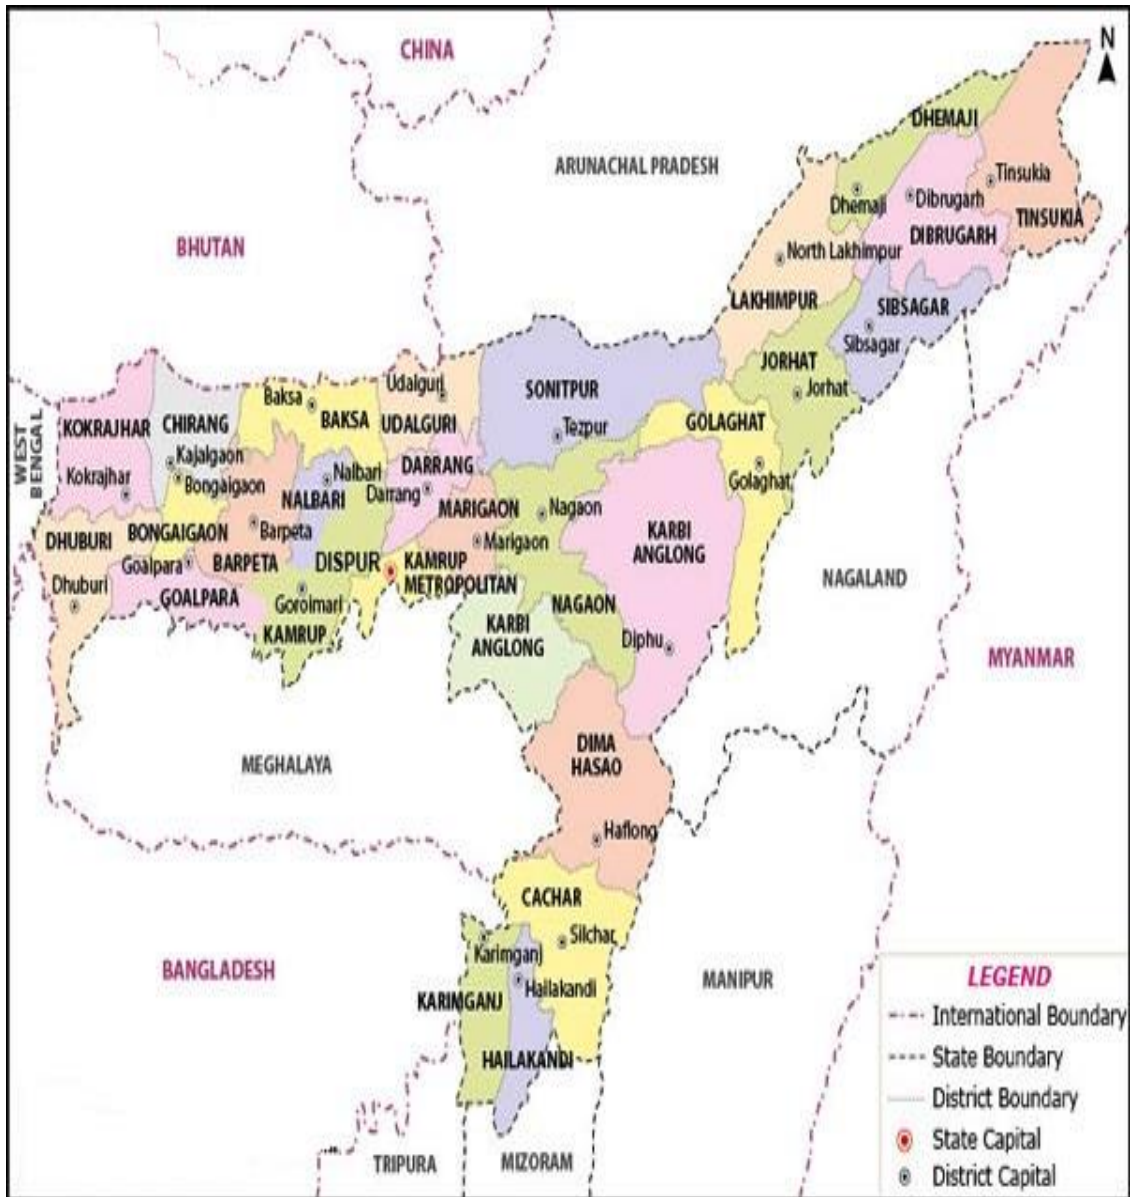 CHINA
N
DHEMAJI
ARUNACHAL PRADESH
Tinsukia
Dhemaji
Dibrugarh
TINSUKIA
BHUTAN
DIBRUGARH
North Lakhimpur
LAKHIMPUR
SIBSAGAR
Sibsagar
JORHAT
Jorhat
Udalguri
SONITPUR
Baksa
BAKSA
UDALGURI
KOKRAJHAR
CHIRANG
GOLAGHAT
Tezpur
WEST
BENGAL
Kajalgaon
Kokrajhar
Bongaigaon
Nalbari
NALBARI
DARRANG
Darrang
Golaghat
MARIGAON
Nagaon
DHUBURI
BONGAIGAON
Barpeta
Marigaon
KARBI
ANGLONG
Goalpara
BARPETA
DISPUR
KAMRUP
METROPOLITAN
Dhuburi
GOALPARA
Goroimari
NAGAON
NAGALAND
KAMRUP
KARBI
ANGLONG
Diphu
MYANMAR
MEGHALAYA
DIMA
HASAO
Haflong
CACHAR
Silchar
Karimganj
BANGLADESH
Hailakandi
MANIPUR
KARIMGANJ
HAILAKANDI
TRIPURA
MIZORAM
LEGEND
International Boundary
State Boundary
District Boundary
State Capital
District Capital